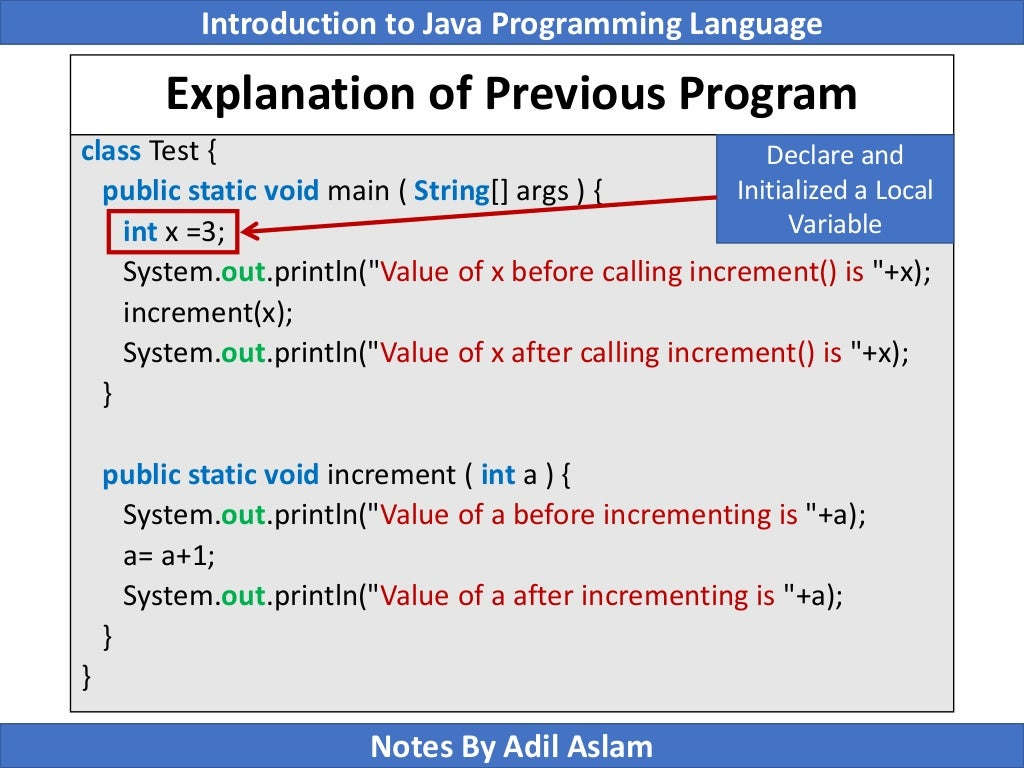 Introduction to Java Programming Language
Explanation of Previous Program
class Test {
public static void main ( String[] args ) {
int x =3;
System.out.println("Value of x before calling increment() is "+x);
increment(x);
System.out.println("Value of x after calling increment() is "+x);
}
public static void increment ( int a ) {
System.out.println("Value of a before incrementing is "+a);
a= a+1;
System.out.println("Value of a after incrementing is "+a);
}
}
Declare and
Initialized a Local
Variable
Notes By Adil Aslam